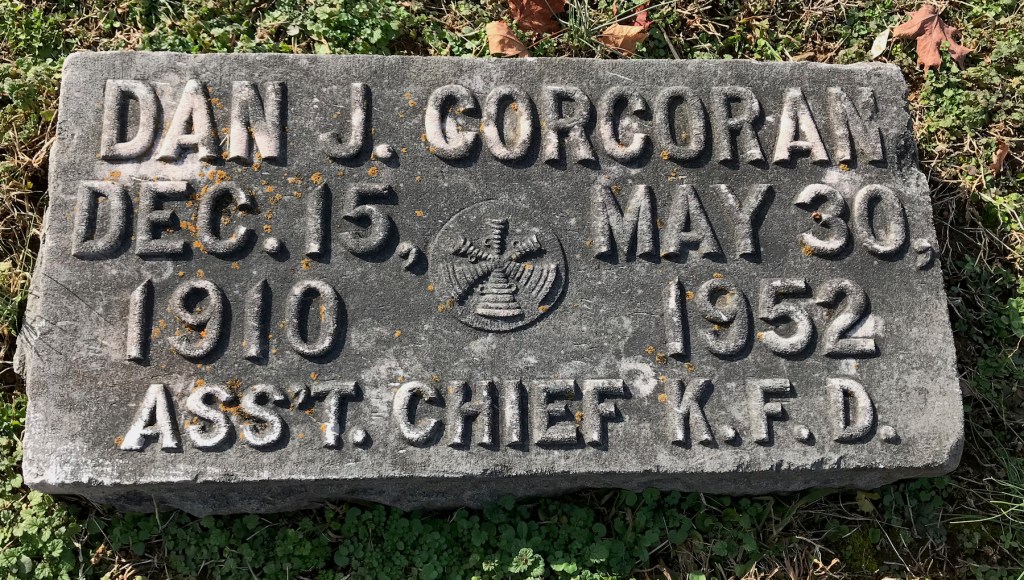 DAN J. CORCORAN
DEC. 15, MAY 30,
1910 1952
ASS'T. CHIEF K.F.D.